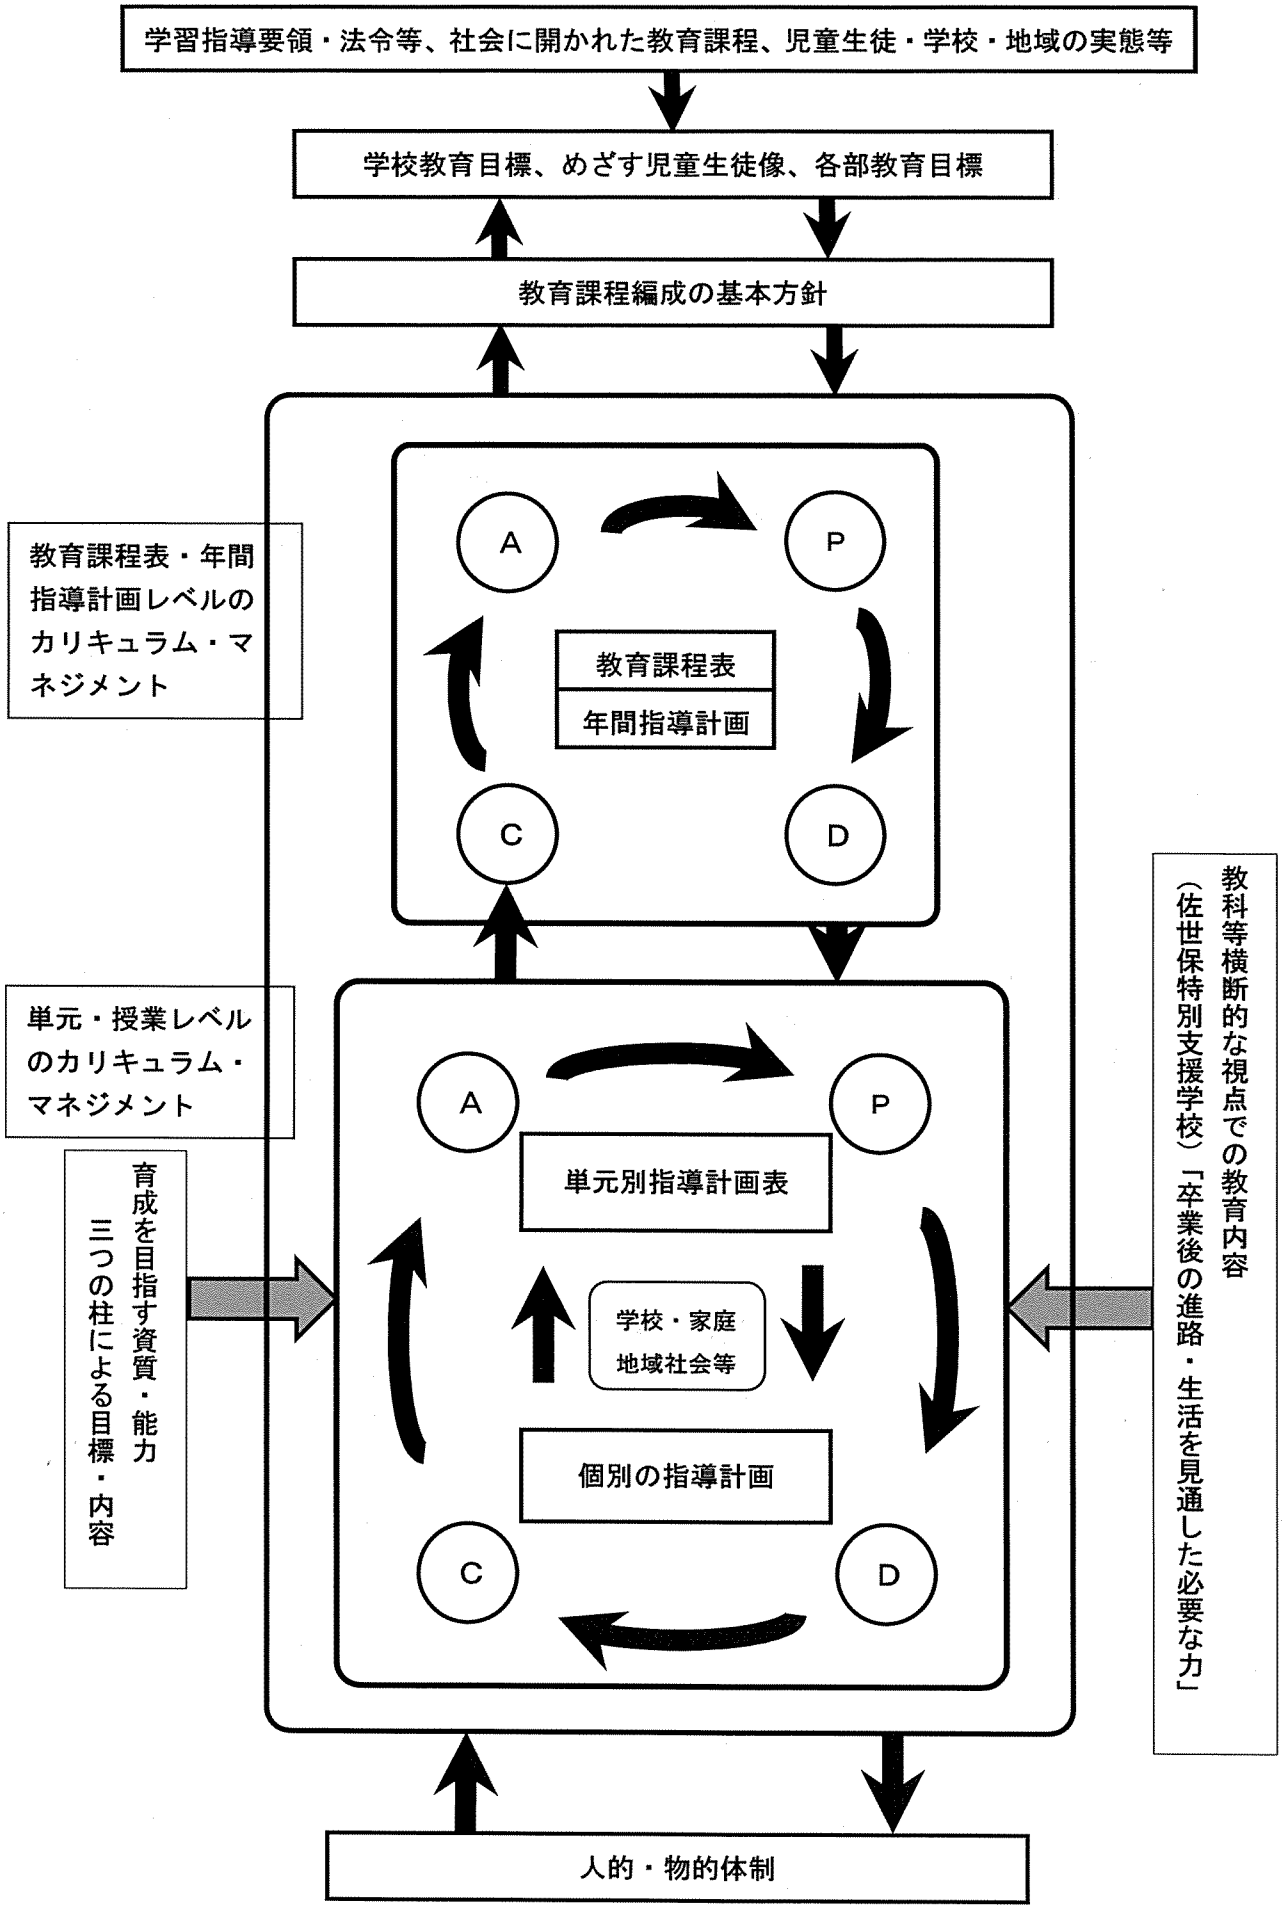 学習指導要領・法令等、社会に開かれた教育課程、児童生徒・学校・地域の実態等
学校教育目標、めざす児童生徒像、各部教育目標
教育課程編成の基本方針
教育課程表・年間
指導計画レベルの
カリキュラム・マ
ネジメント
A
P
教育課程表
年間指導計画
C
D
単元・授業レベル
のカリキュラム・
マネジメント
A
P
単元別指導計画表
学校・家庭
地域社会等
個別の指導計画
C
D
育成を目指す資質・能力
三つの柱による目標・内容
教科等横断的な視点での教育内容
（佐世保特別支援学校）「卒業後の進路・生活を見通した必要な力」
人的・物的体制